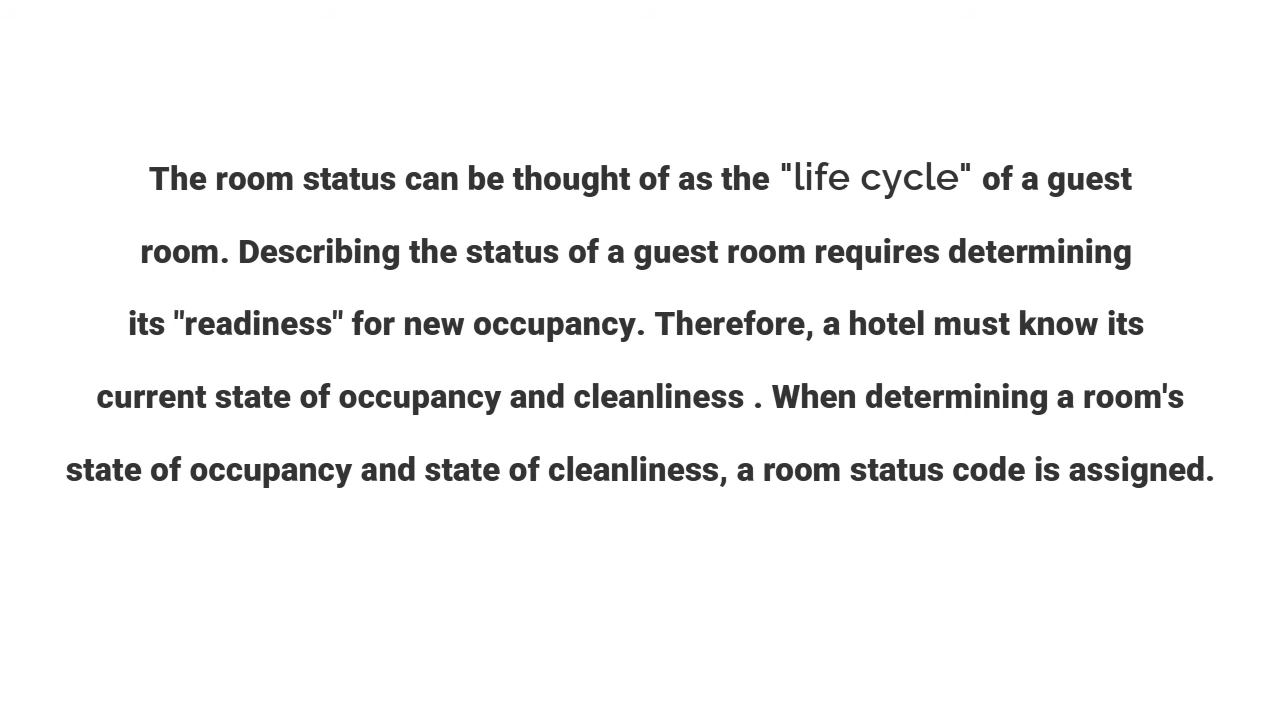 The room status can be thought of as the "life cycle" of a guest
room. Describing the status of a guest room requires determining
its "readiness" for new occupancy. Therefore, a hotel must know its
current state of occupancy and cleanliness . When determining a room's
state of occupancy and state of cleanliness, a room status code is assigned.